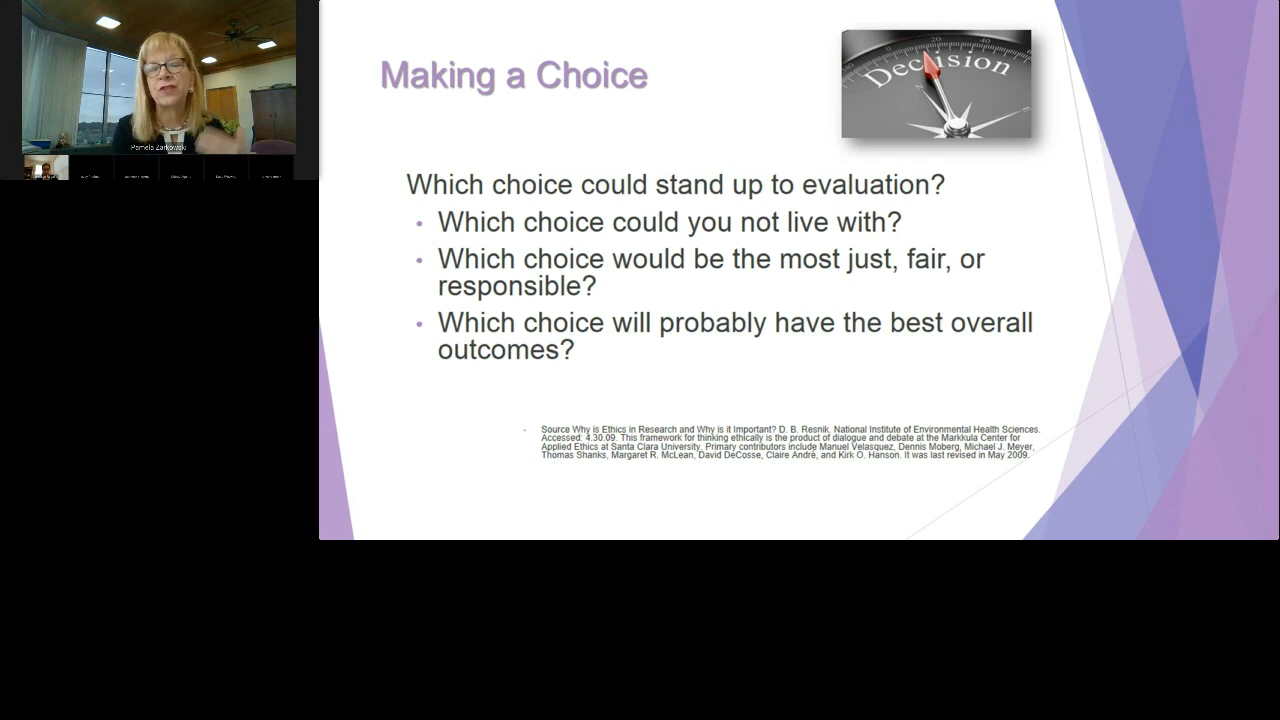 Pamela Zarkowski
Making a Choice
Decision
0 20 40
Which choice could stand up to evaluation?
• Which choice could you not live with?
• Which choice would be the most just, fair, or
responsible?
• Which choice will probably have the best overall
outcomes?
• Source Why is Ethics in Research and Why is it Important? D. B. Resnik. National Institute of Environmental Health Sciences.
Accessed: 4.30.09. This framework for thinking ethically is the product of dialogue and debate at the Markkula Center for
Applied Ethics at Santa Clara University. Primary contributors include Manuel Velasquez, Dennis Moberg, Michael J. Meyer,
Thomas Shanks, Margaret R. McLean, David DeCosse, Claire André, and Kirk O. Hanson. It was last revised in May 2009.